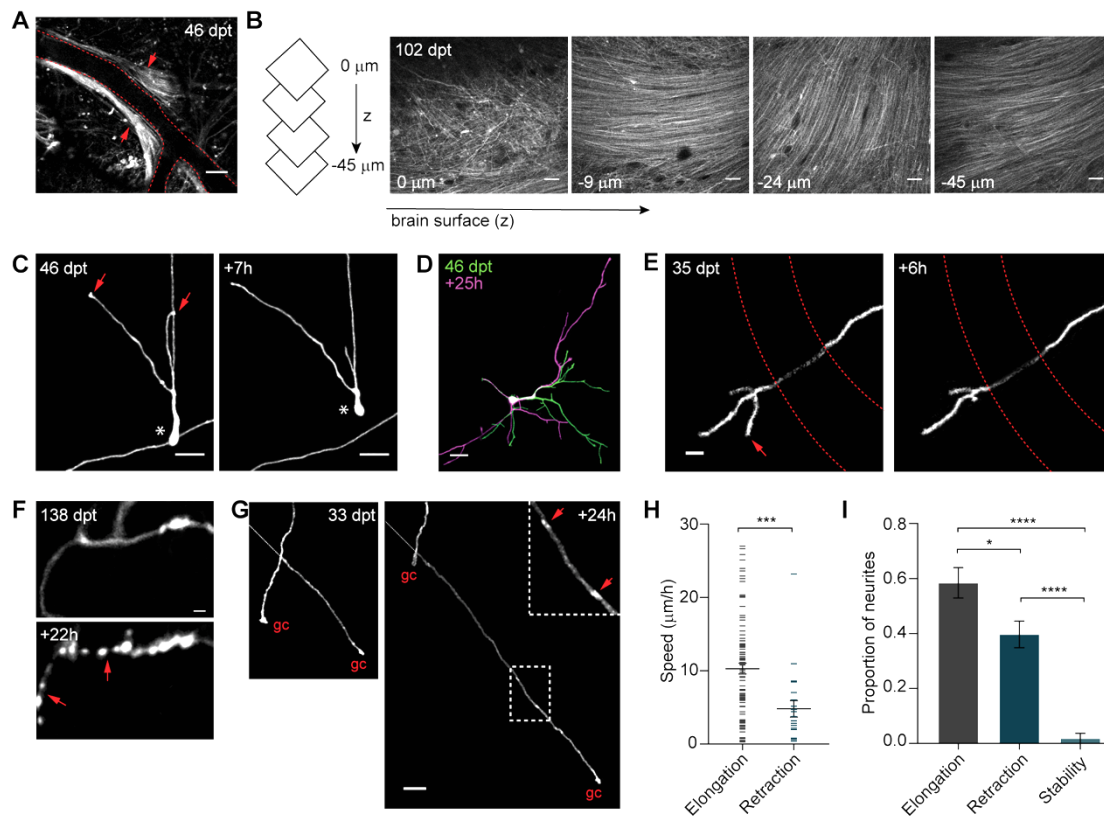 A
46 dpt
B
0 μm
z
-45 μm
102 dpt
0 μm
-9 μm
-24 μm
-45 μm
brain surface (z)
C
46 dpt
*
+7h
*
D
46 dpt
+25h
E
35 dpt
+6h
F
138 dpt
+22h
G
33 dpt
gc
gc
+24h
gc
gc
H
***
30
20
10
0
Speed (μm/h)
Elongation
Retraction
I
****
*
****
0.8
0.6
0.4
0.2
0.0
Proportion of neurites
Elongation
Retraction
Stability